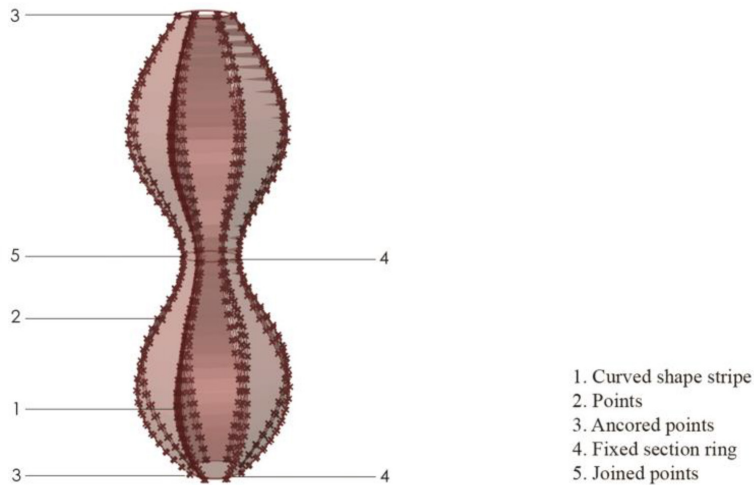 3
5
4
2
1
3
4
1. Curved shape stripe
2. Points
3. Ancored points
4. Fixed section ring
5. Joined points